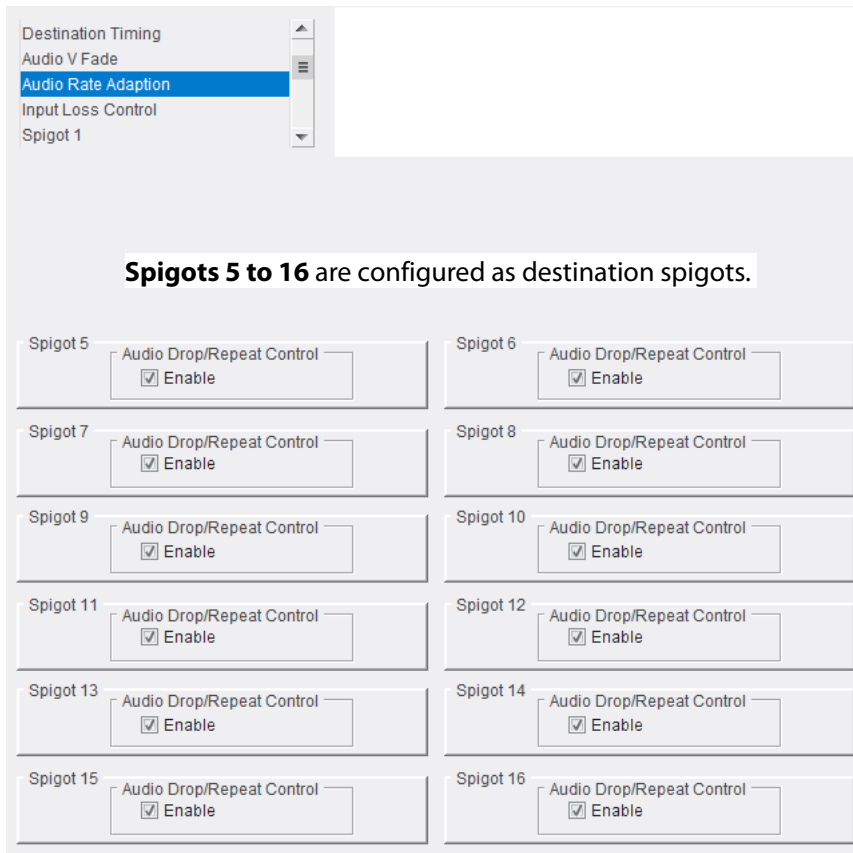 Destination Timing
Audio V Fade
Audio Rate Adaption
Input Loss Control
Spigot 1
Spigots 5 to 16 are configured as destination spigots.
Spigot 5
Audio Drop/Repeat Control
Enable
Spigot 6
Audio Drop/Repeat Control
Enable
Spigot 7
Audio Drop/Repeat Control
Enable
Spigot 8
Audio Drop/Repeat Control
Enable
Spigot 9
Audio Drop/Repeat Control
Enable
Spigot 10
Audio Drop/Repeat Control
Enable
Spigot 11
Audio Drop/Repeat Control
Enable
Spigot 12
Audio Drop/Repeat Control
Enable
Spigot 13
Audio Drop/Repeat Control
Enable
Spigot 14
Audio Drop/Repeat Control
Enable
Spigot 15
Audio Drop/Repeat Control
Enable
Spigot 16
Audio Drop/Repeat Control
Enable